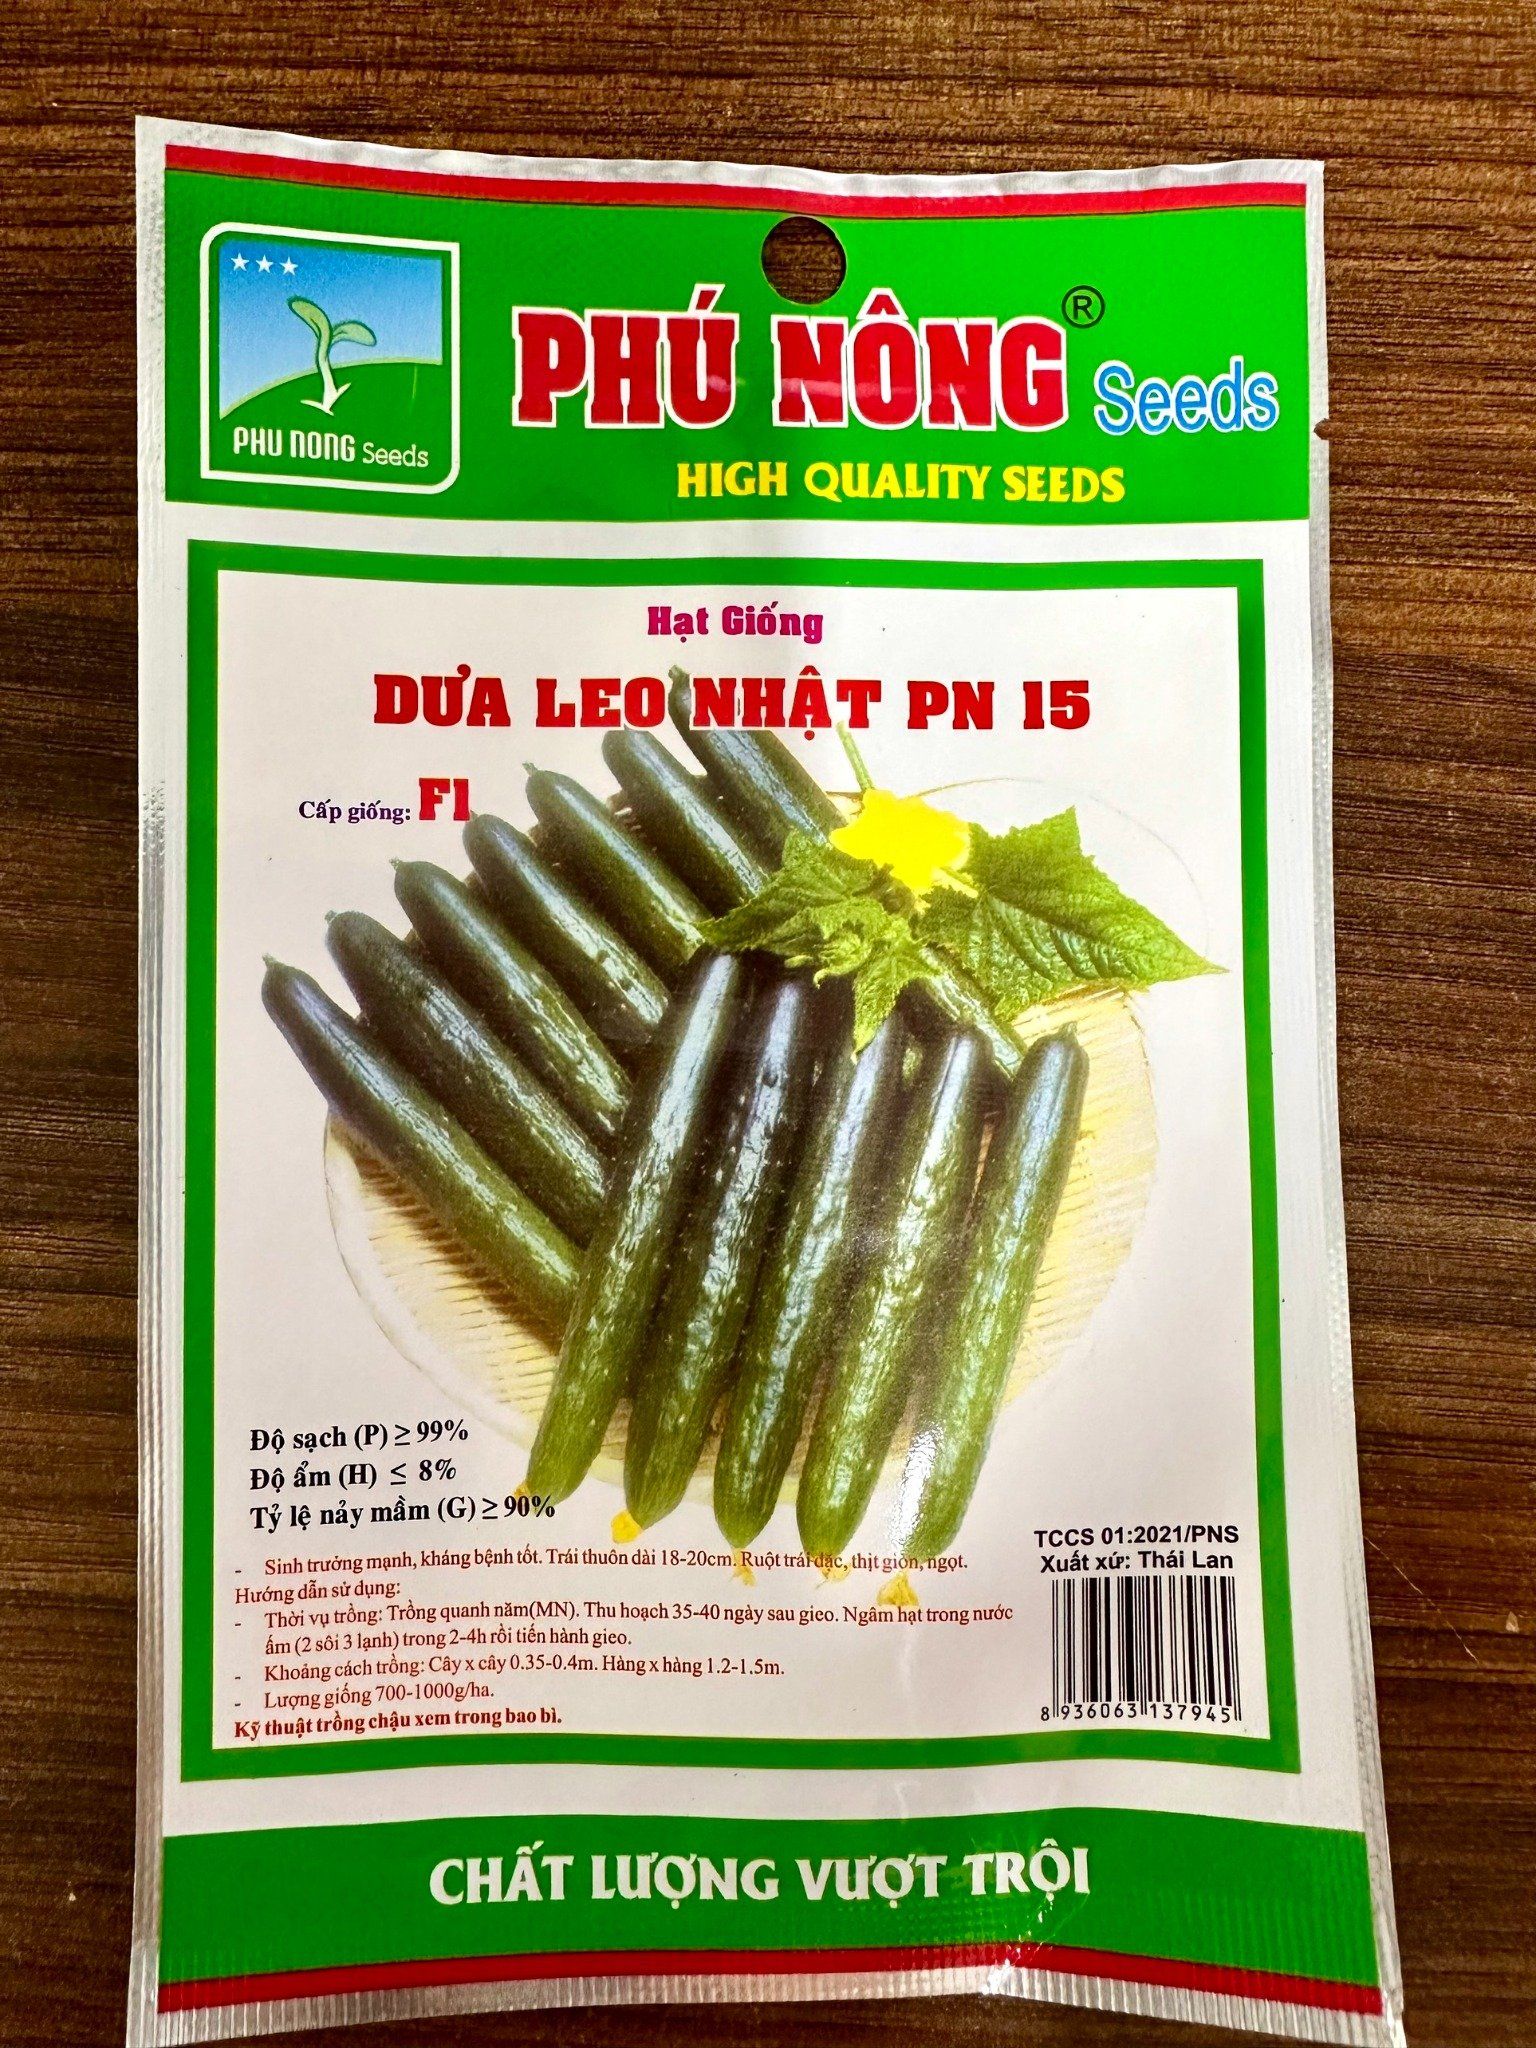 PHÚ NÔNG® Seeds
PHU NONG Seeds
HIGH QUALITY SEEDS
Hạt Giống
DƯA LEO NHẬT PN 15
Cấp giống: F1
Độ sạch (P) ≥ 99%
Độ ẩm (H) ≤ 8%
Tỷ lệ nảy mầm (G) ≥ 90%
TCCS 01:2021/PNS
Xuất xứ: Thái Lan
- Sinh trưởng mạnh, kháng bệnh tốt. Trái thuôn dài 18-20cm. Ruột trái đặc, thịt giòn, ngọt.
Hướng dẫn sử dụng:
- Thời vụ trồng: Trồng quanh năm(MN). Thu hoạch 35-40 ngày sau gieo. Ngâm hạt trong nước
ấm (2 sôi 3 lạnh) trong 2-4h rồi tiến hành gieo.
- Khoảng cách trồng: Cây x cây 0.35-0.4m. Hàng x hàng 1.2-1.5m.
- Lượng giống 700-1000g/ha.
Kỹ thuật trồng chậu xem trong bao bì.
8 936063 137945
CHẤT LƯỢNG VƯỢT TRỘI